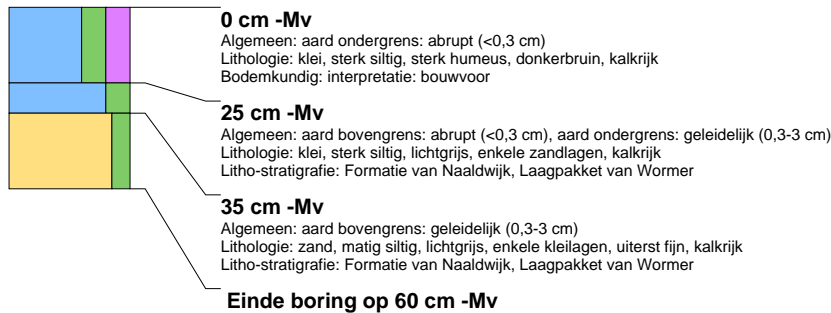 0 cm -Mv
Algemeen: aard ondergrens: abrupt (<0,3 cm)
Lithologie: klei, sterk siltig, sterk humeus, donkerbruin, kalkrijk
Bodemkundig: interpretatie: bouwvoor
25 cm -Mv
Algemeen: aard bovengrens: abrupt (<0,3 cm), aard ondergrens: geleidelijk (0,3-3 cm)
Lithologie: klei, sterk siltig, lichtgrijs, enkele zandlagen, kalkrijk
Litho-stratigrafie: Formatie van Naaldwijk, Laagpakket van Wormer
35 cm -Mv
Algemeen: aard bovengrens: geleidelijk (0,3-3 cm)
Lithologie: zand, matig siltig, lichtgrijs, enkele kleilagen, uiterst fijn, kalkrijk
Litho-stratigrafie: Formatie van Naaldwijk, Laagpakket van Wormer
Einde boring op 60 cm -Mv